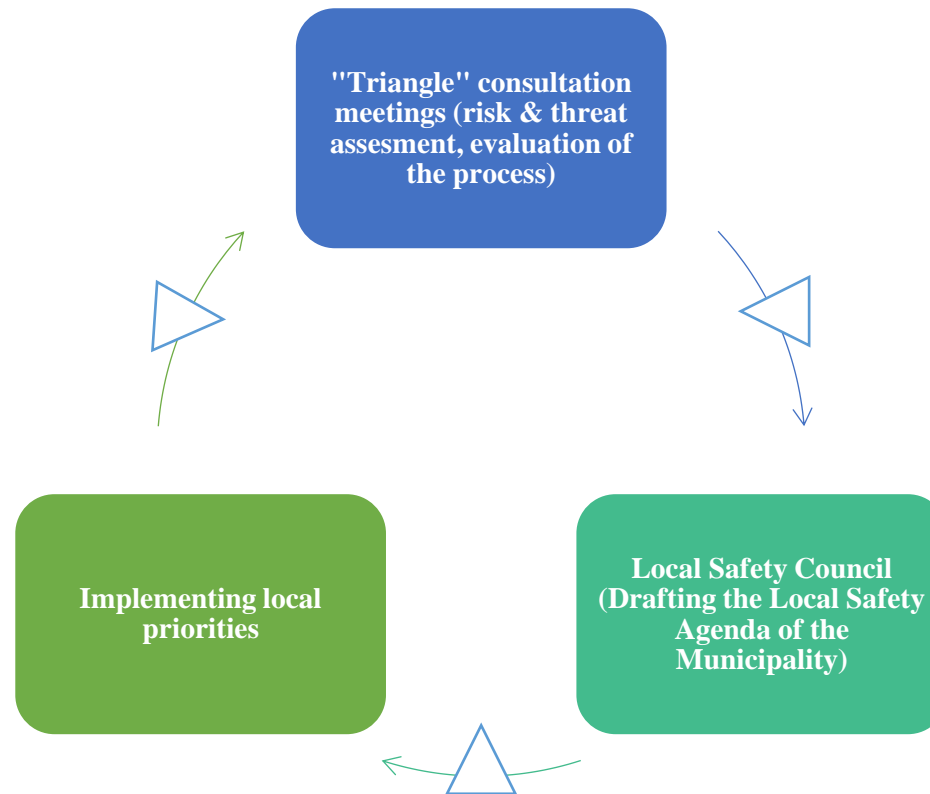 "Triangle" consultation
meetings (risk & threat
assesment, evaluation of
the process)
Implementing local
priorities
Local Safety Council
(Drafting the Local Safety
Agenda of the
Municipality)